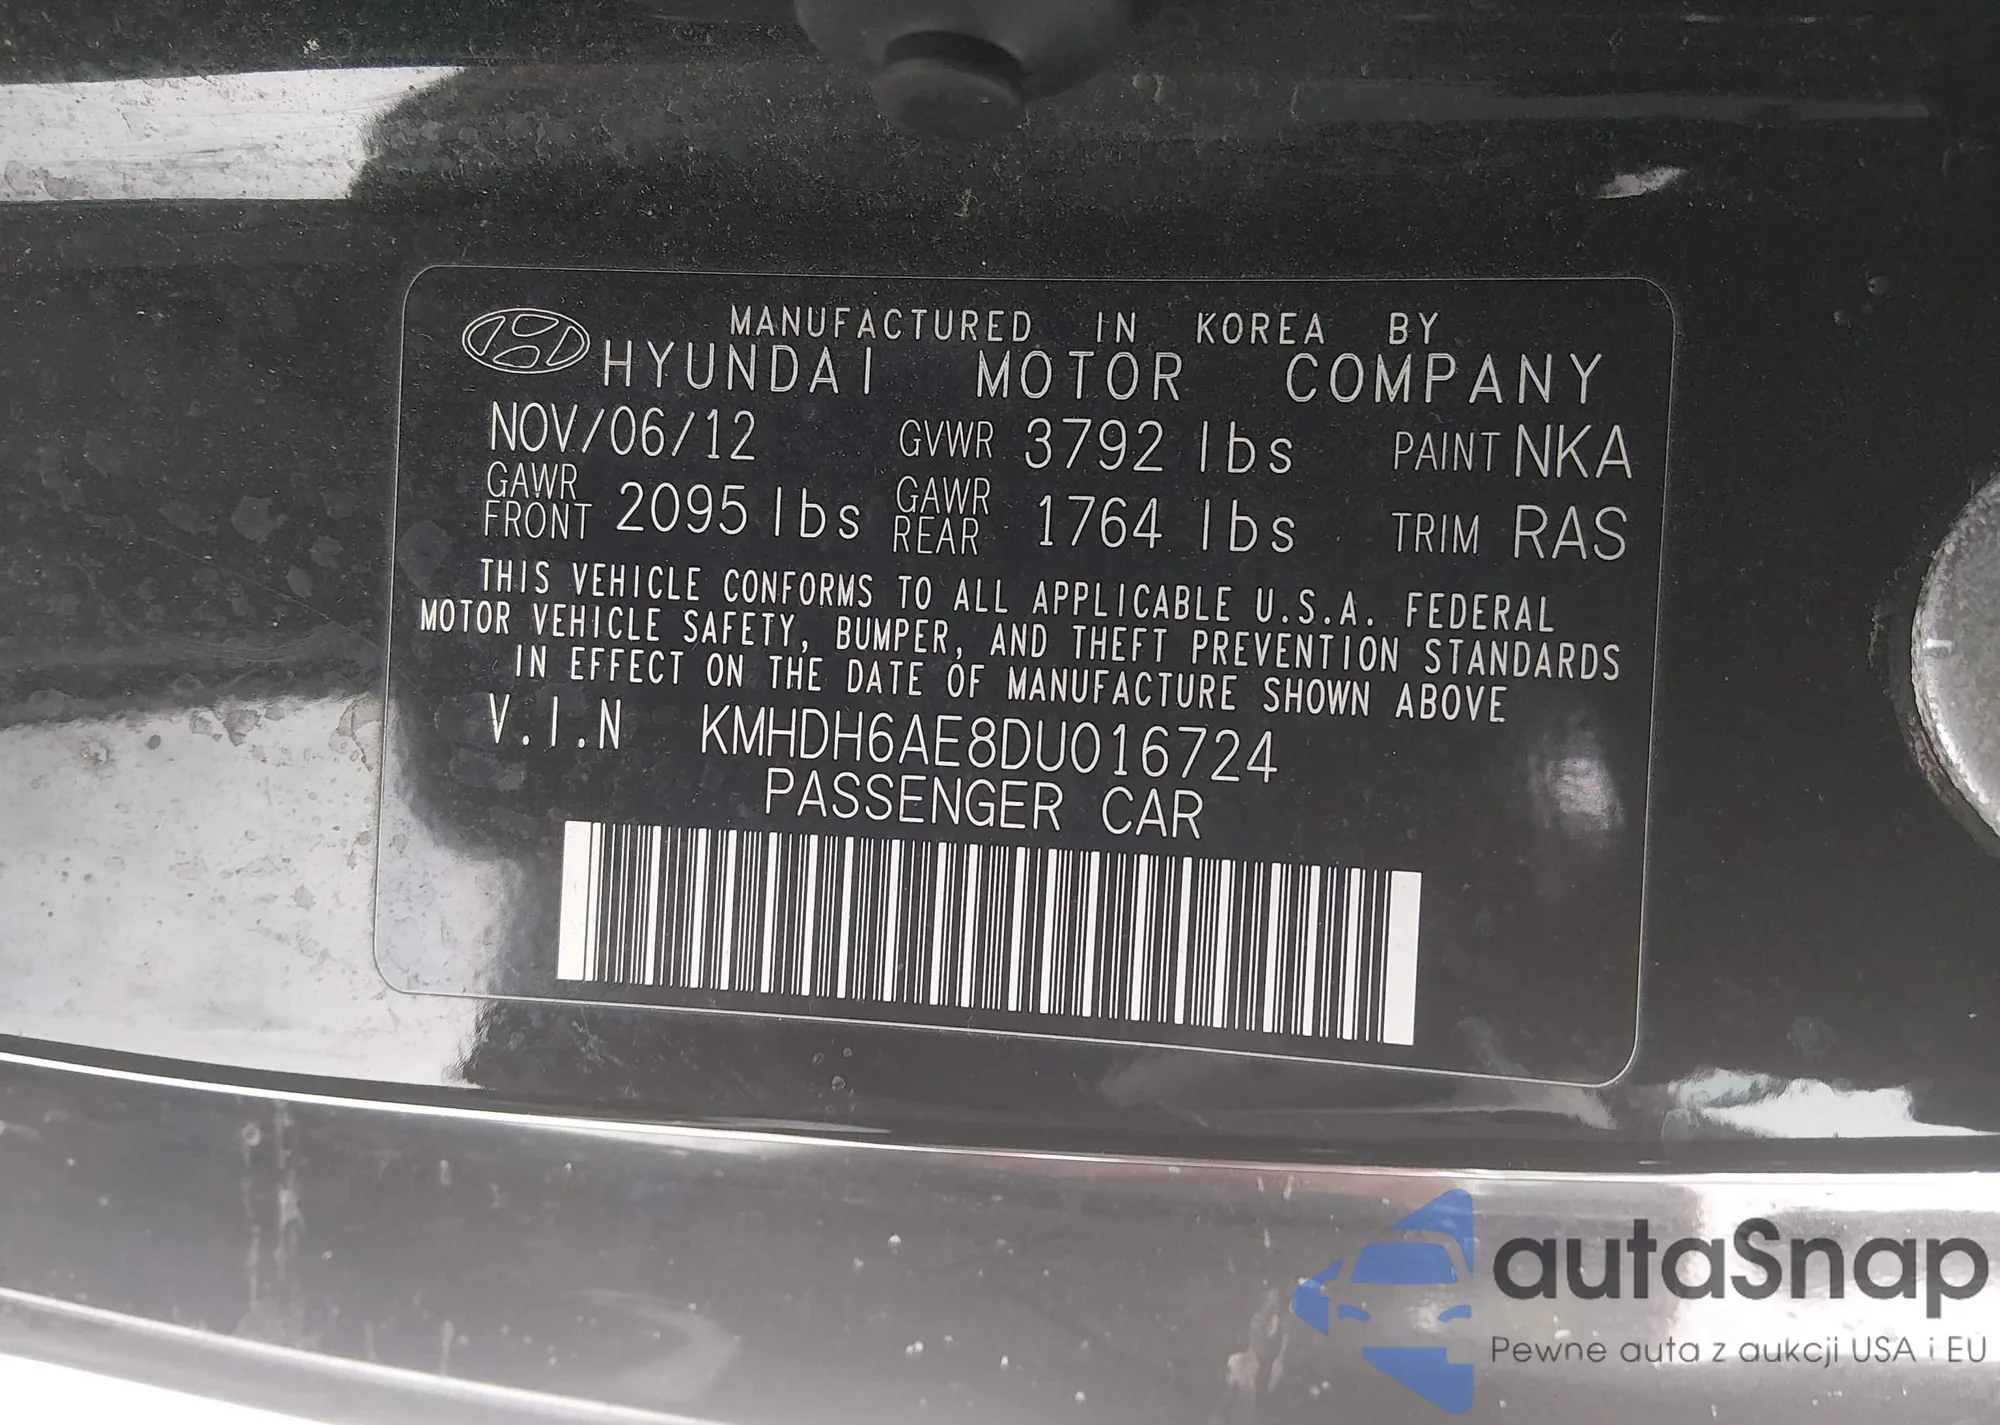 MANUFACTURED IN KOREA BY
HYUNDAI MOTOR COMPANY
NOV/06/12 GVWR 3792 lbs PAINT NKA
GAWR FRONT 2095 lbs GAWR REAR 1764 lbs TRIM RAS
THIS VEHICLE CONFORMS TO ALL APPLICABLE U.S.A. FEDERAL
MOTOR VEHICLE SAFETY, BUMPER, AND THEFT PREVENTION STANDARDS
IN EFFECT ON THE DATE OF MANUFACTURE SHOWN ABOVE
V.I.N KMHDH6AE8DU016724
PASSENGER CAR
autaSnap
Pewne auta z aukcji USA i EU